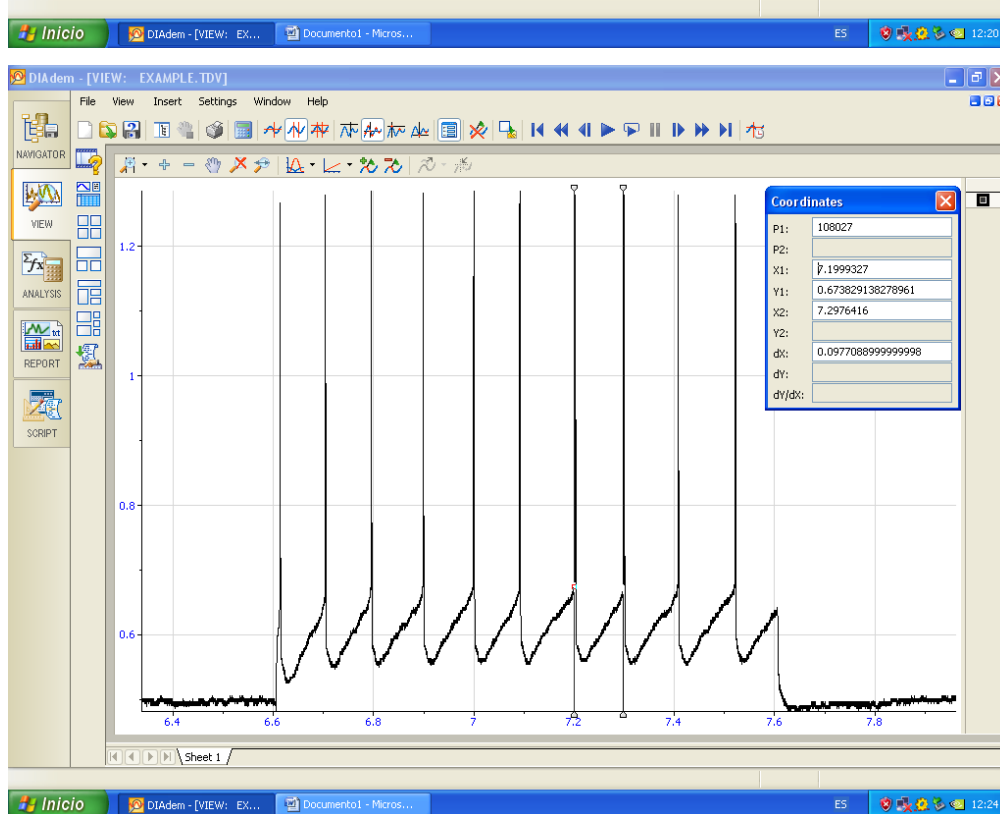 Inicio DIAdem - [VIEW: EX... Documento1 - Micros... ES 12:20
DIAdem - [VIEW: EXAMPLE.TDV]
File View Insert Settings Window Help
NAVIGATOR
VIEW
ANALYSIS
REPORT
SCRIPT
Coordinates
P1: 108027
P2:
X1: 7.1999327
Y1: 0.673829138278961
X2: 7.2976416
Y2:
dX: 0.0977088999999998
dY:
dY/dX:
1.2
1
0.8
0.6
6.4 6.6 6.8 7 7.2 7.4 7.6 7.8
Sheet 1
Inicio DIAdem - [VIEW: EX... Documento1 - Micros... ES 12:24